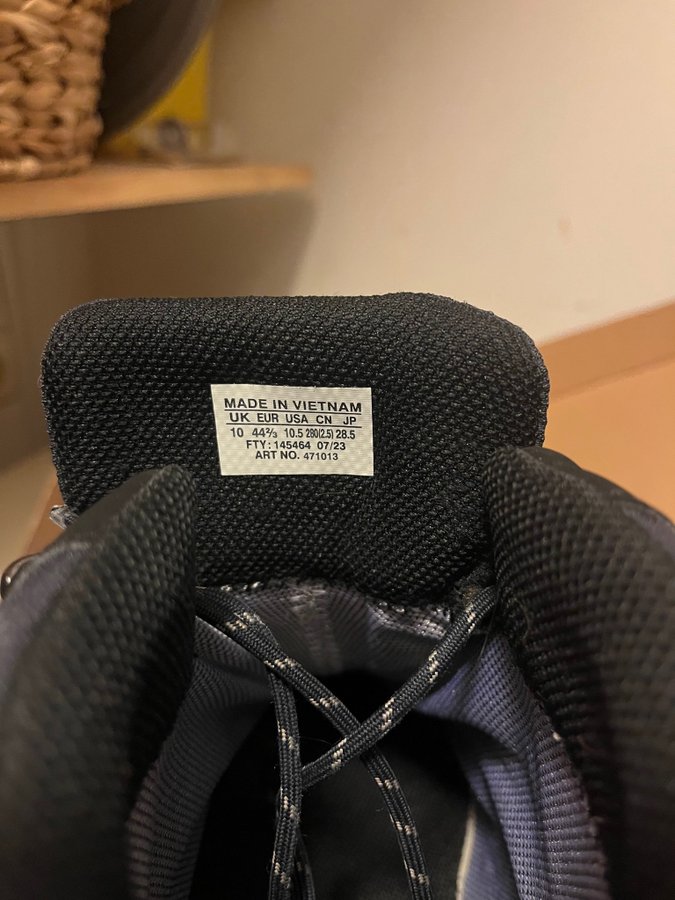 MADE IN VIETNAM
UK EUR USA CN JP
10 44⅔ 10.5 280(2.5) 28.5
FTY: 145464 07/23
ART NO. 471013